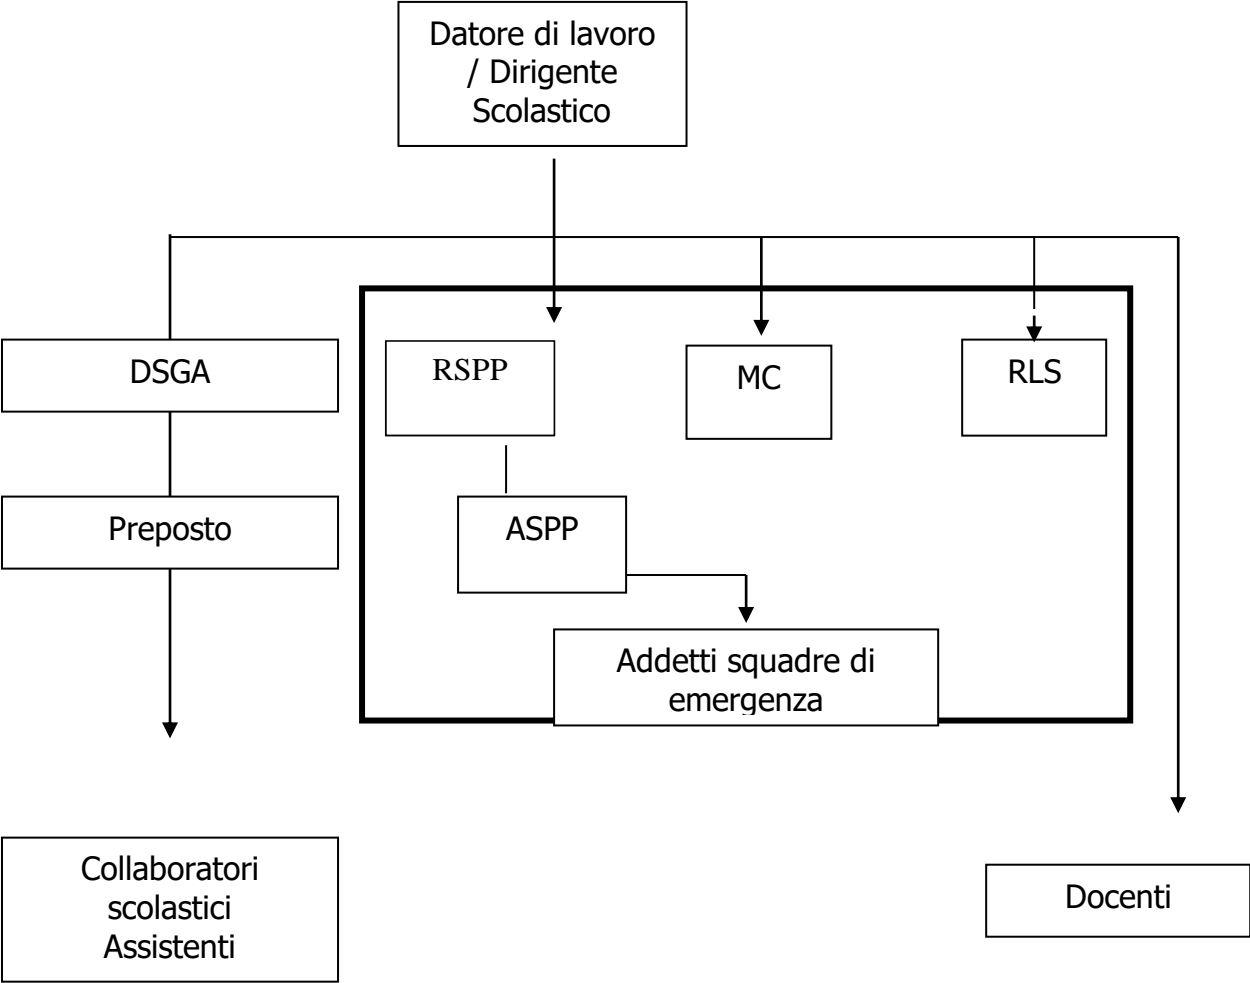 Datore di lavoro
/ Dirigente
Scolastico
DSGA
RSPP
MC
RLS
Preposto
ASPP
Addetti squadre di
emergenza
Collaboratori
scolastici
Assistenti
Docenti